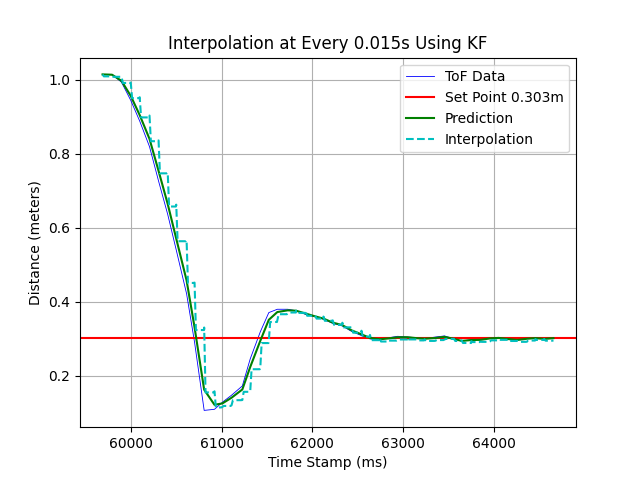 Interpolation at Every 0.015s Using KF
ToF Data
Set Point 0.303m
Prediction
Interpolation
Distance (meters)
1.0
0.8
0.6
0.4
0.2
60000 61000 62000 63000 64000
Time Stamp (ms)